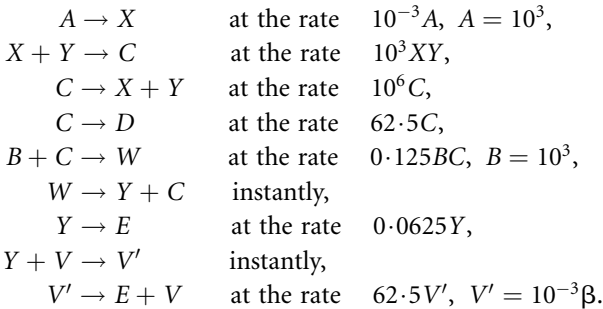 A → X at the rate 10⁻³A, A = 10³,
X + Y → C at the rate 10³XY,
C → X + Y at the rate 10⁶C,
C → D at the rate 62·5C,
B + C → W at the rate 0·125BC, B = 10³,
W → Y + C instantly,
Y → E at the rate 0·0625Y,
Y + V → V′ instantly,
V′ → E + V at the rate 62·5V′, V′ = 10⁻³β.